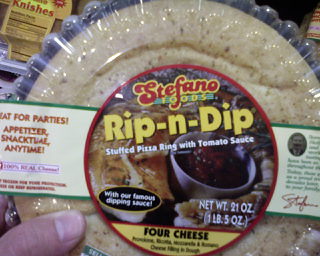 Knishes
Stefano
FOODS
Rip-n-Dip
Stuffed Pizza Ring with Tomato Sauce
EAT FOR PARTIES!
APPETIZER,
SNACKTIME,
ANYTIME!
100% REAL Cheese!
With our famous
dipping sauce!
NET WT. 21 OZ.
(1 LB. 5 OZ.)
FOUR CHEESE
Provolone, Ricotta, Mozzarella & Romano
Cheese Filling in Dough